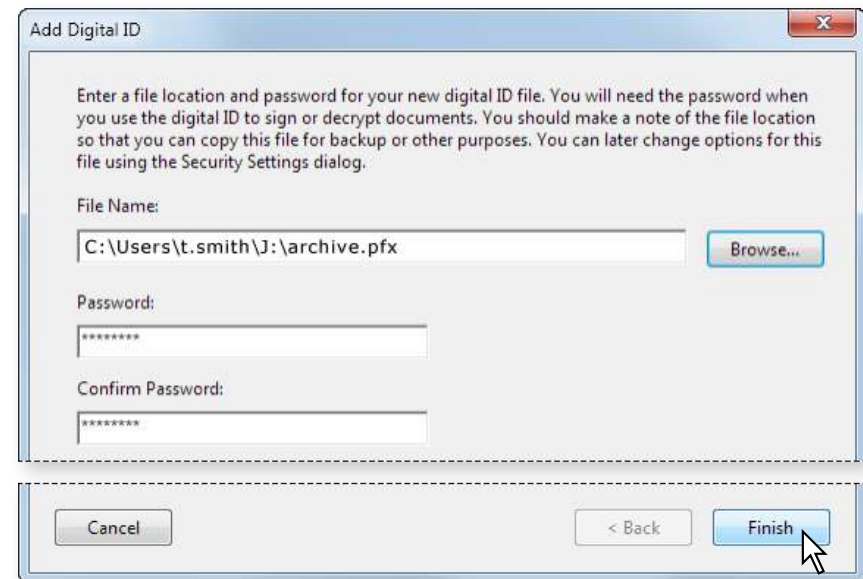 Add Digital ID
Enter a file location and password for your new digital ID file. You will need the password when
you use the digital ID to sign or decrypt documents. You should make a note of the file location
so that you can copy this file for backup or other purposes. You can later change options for this
file using the Security Settings dialog.
File Name:
C:\Users\t.smith\J:\archive.pfx
Browse...
Password:
********
Confirm Password:
********
Cancel
< Back
Finish